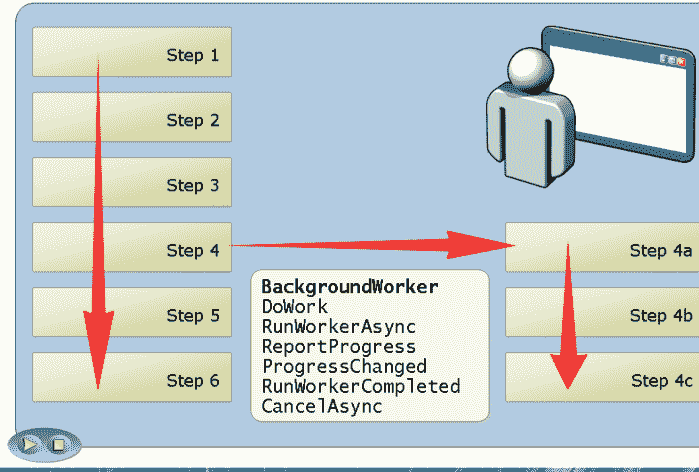 Step 1
Step 2
Step 3
Step 4
Step 5
Step 6
BackgroundWorker
DoWork
RunWorkerAsync
ReportProgress
ProgressChanged
RunWorkerCompleted
CancelAsync
Step 4a
Step 4b
Step 4c